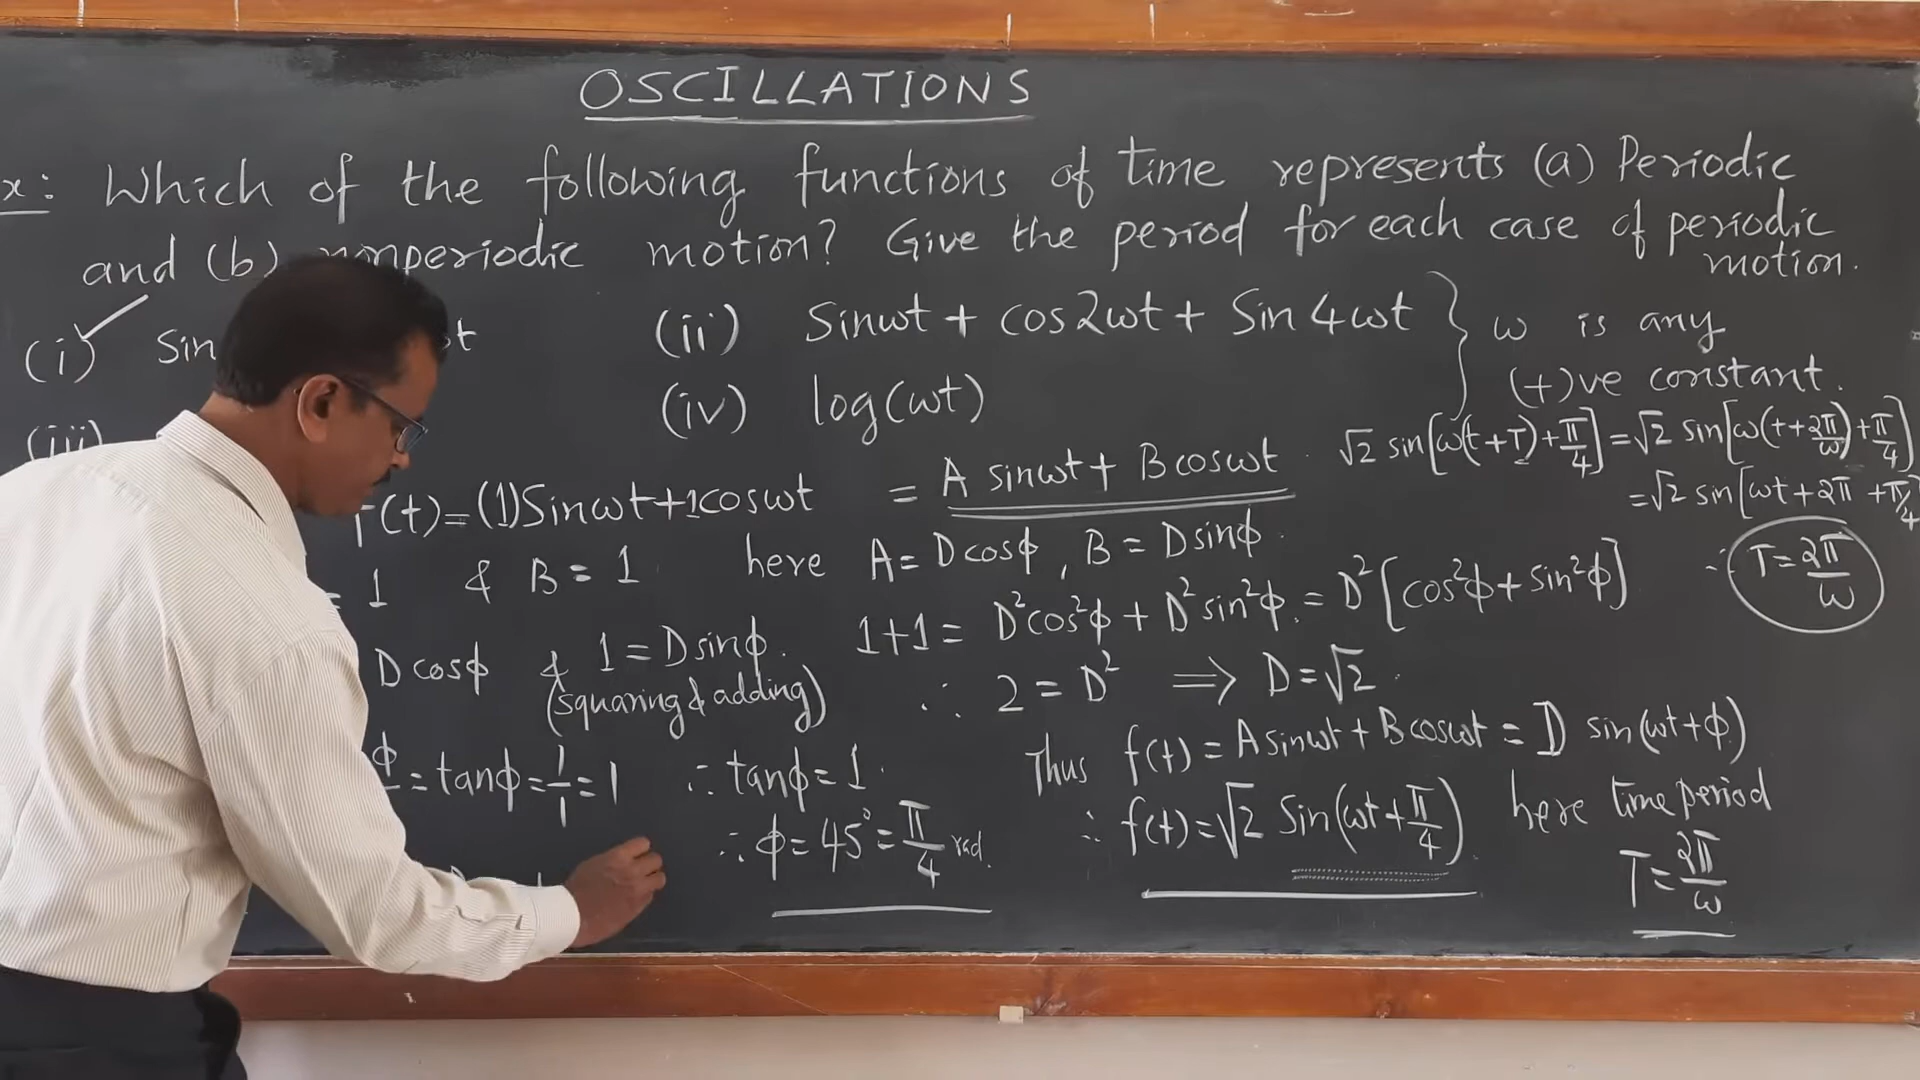 OSCILLATIONS
x: Which of the following functions of time represents (a) Periodic
and (b) nonperiodic motion? Give the period for each case of periodic
motion.
(i) Sin t (ii) Sinωt + cos2ωt + Sin 4ωt } ω is any
(+)ve constant.
(iii) (iv) log(ωt)
√2 sin[ω(t+T)+π/4] = √2 sin[ω(t+2π/ω)+π/4]
= √2 sin[ωt + 2π + π/4]
∴ T = 2π/ω
f(t) = (1)Sinωt + 1cosωt = A sinωt + B cosωt .
= 1 & B = 1 here A = D cosϕ , B = D sinϕ .
D cosϕ & 1 = D sinϕ .
(squaring & adding)
1+1 = D²cos²ϕ + D²sin²ϕ . = D² [cos²ϕ + sin²ϕ]
∴ 2 = D² ⟹ D = √2 .
ϕ = tanϕ = 1/1 = 1 ∴ tanϕ = 1 .
∴ ϕ = 45° = π/4 rad.
Thus f(t) = A sinωt + B cosωt = D sin(ωt + ϕ)
∴ f(t) = √2 Sin(ωt + π/4) . here time period
T = 2π/ω